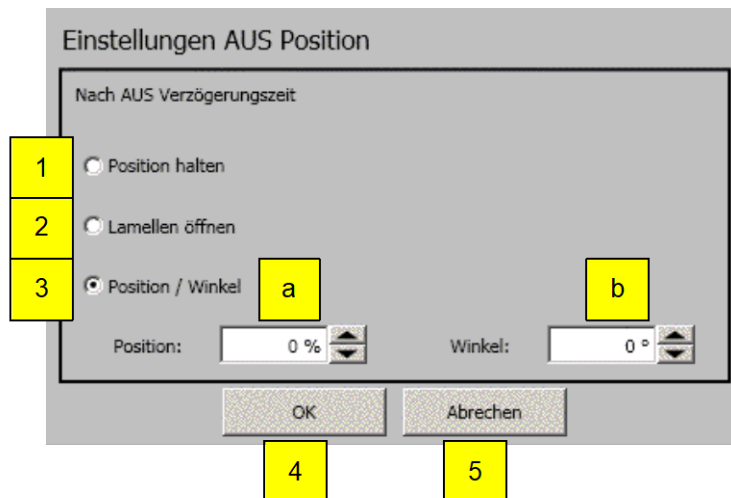 Einstellungen AUS Position
Nach AUS Verzögerungszeit
1 Position halten
2 Lamellen öffnen
3 Position / Winkel a b
Position: 0 % Winkel: 0 °
OK Abrechen
4 5